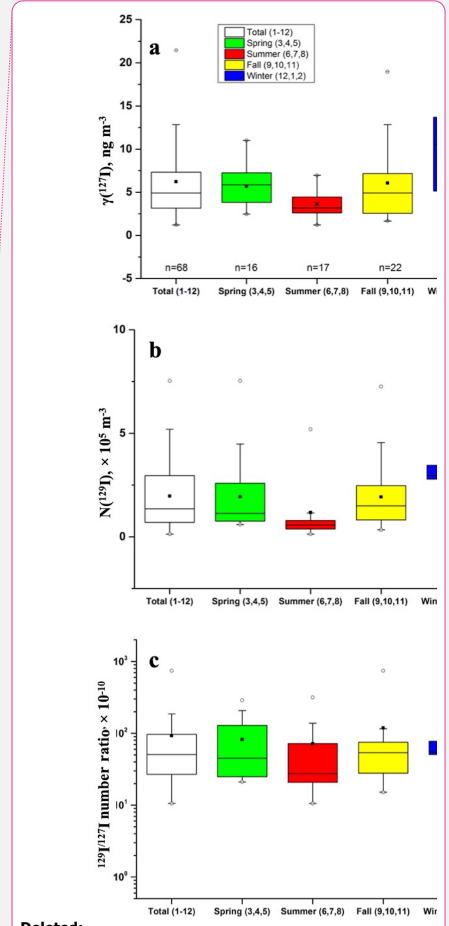 25
a
Total (1-12)
Spring (3,4,5)
Summer (6,7,8)
Fall (9,10,11)
Winter (12,1,2)
20
15
10
5
0
-5
γ(¹²⁷I), ng m⁻³
n=68 n=16 n=17 n=22
Total (1-12) Spring (3,4,5) Summer (6,7,8) Fall (9,10,11) Wi
10
b
5
0
N(¹²⁹I), × 10⁵ m⁻³
Total (1-12) Spring (3,4,5) Summer (6,7,8) Fall (9,10,11) Win
c
10³
10²
10¹
10⁰
¹²⁹I/¹²⁷I number ratio, × 10⁻¹⁰
Total (1-12) Spring (3,4,5) Summer (6,7,8) Fall (9,10,11) Wir
Deleted: